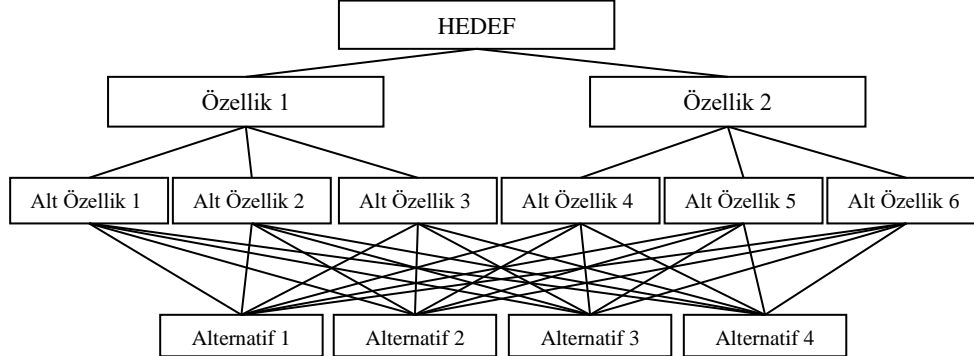 HEDEF
Özellik 1
Özellik 2
Alt Özellik 1
Alt Özellik 2
Alt Özellik 3
Alt Özellik 4
Alt Özellik 5
Alt Özellik 6
Alternatif 1
Alternatif 2
Alternatif 3
Alternatif 4